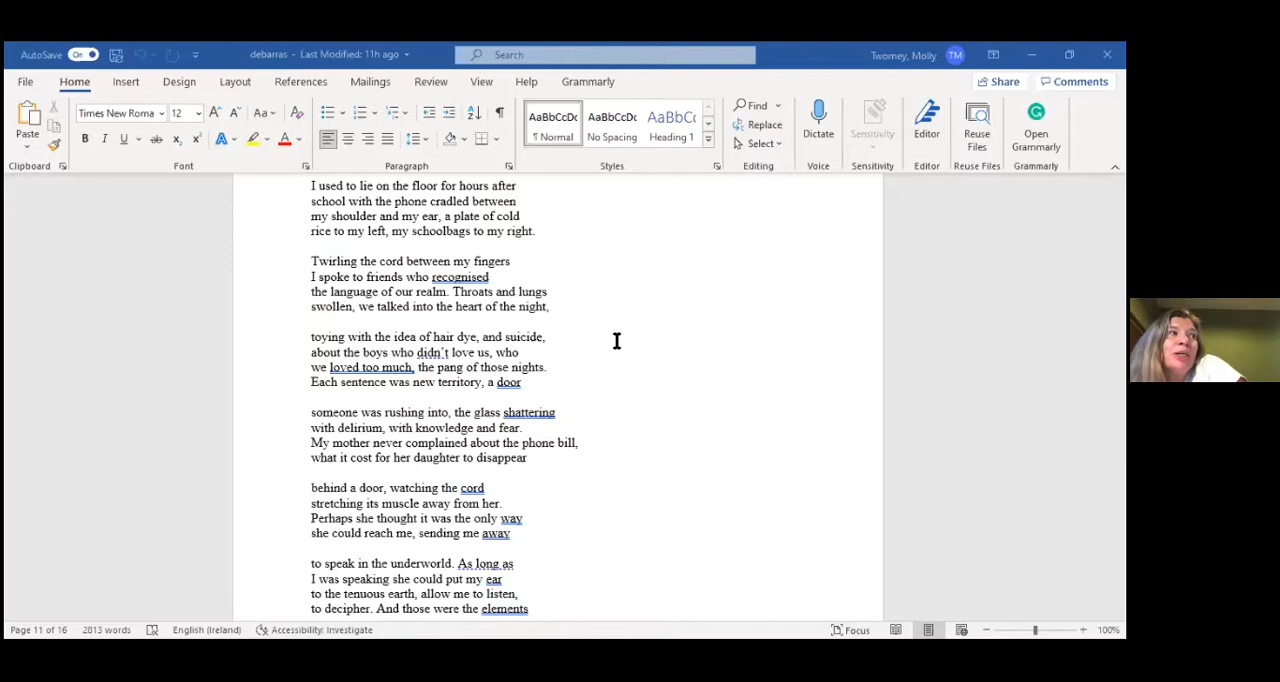 AutoSave On debarras - Last Modified: 11h ago Search Twomey, Molly TM
File Home Insert Design Layout References Mailings Review View Help Grammarly Share Comments
Paste Times New Roma 12 Aa AaBbCcDc AaBbCcDc AaBbCc Find Replace Select Dictate Sensitivity Editor Reuse Files Open Grammarly
B I U ab x₂ x² A A ¶ Normal No Spacing Heading 1
Clipboard Font Paragraph Styles Editing Voice Sensitivity Editor Reuse Files Grammarly
I used to lie on the floor for hours after
school with the phone cradled between
my shoulder and my ear, a plate of cold
rice to my left, my schoolbags to my right.
Twirling the cord between my fingers
I spoke to friends who recognised
the language of our realm. Throats and lungs
swollen, we talked into the heart of the night,
toying with the idea of hair dye, and suicide,
about the boys who didn't love us, who
we loved too much, the pang of those nights.
Each sentence was new territory, a door
someone was rushing into, the glass shattering
with delirium, with knowledge and fear.
My mother never complained about the phone bill,
what it cost for her daughter to disappear
behind a door, watching the cord
stretching its muscle away from her.
Perhaps she thought it was the only way
she could reach me, sending me away
to speak in the underworld. As long as
I was speaking she could put my ear
to the tenuous earth, allow me to listen,
to decipher. And those were the elements
Page 11 of 16 2813 words English (Ireland) Accessibility: Investigate Focus 100%